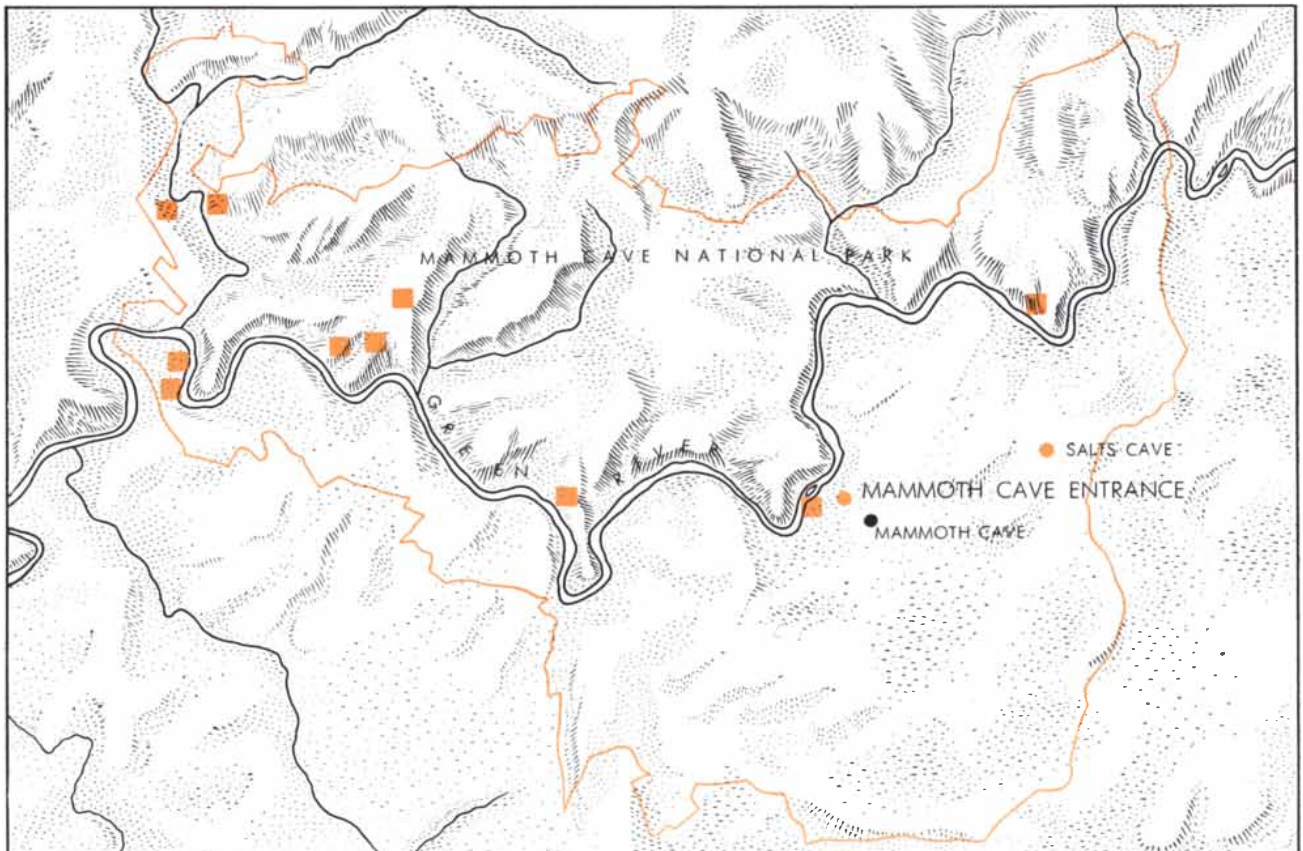 MAMMOTH CAVE NATIONAL PARK
GREEN RIVER
SALTS CAVE
MAMMOTH CAVE ENTRANCE
MAMMOTH CAVE